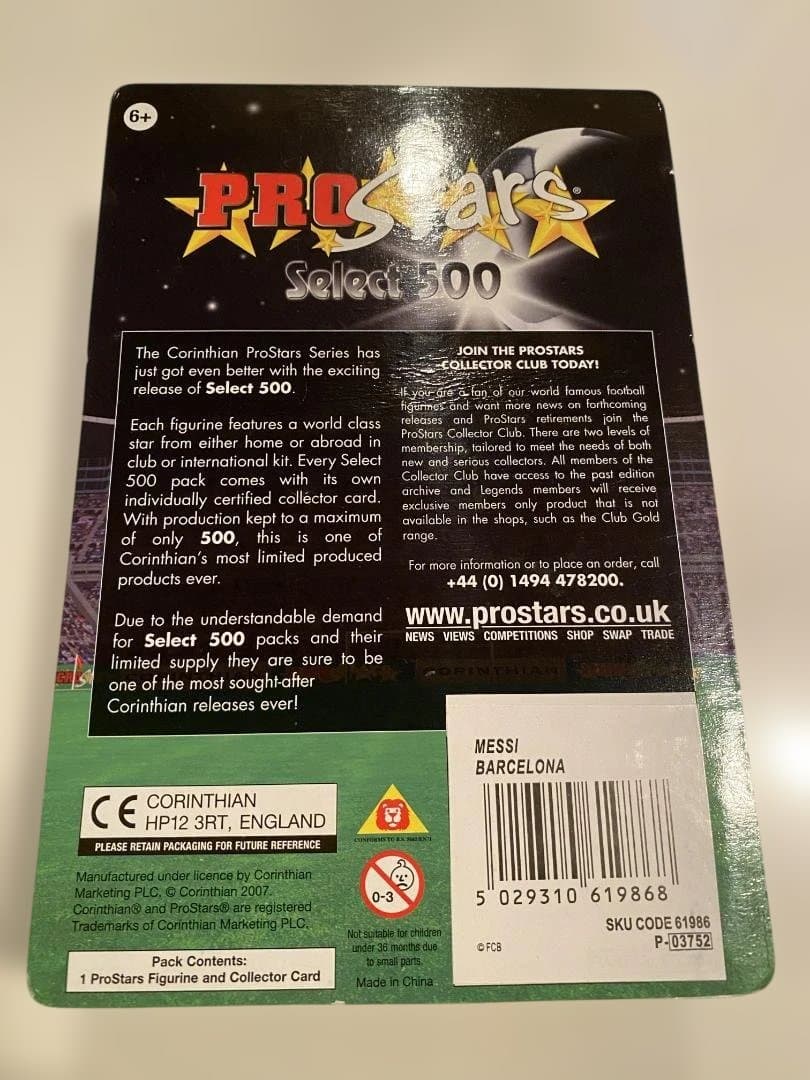 6+
PROStars®
Select 500
The Corinthian ProStars Series has
just got even better with the exciting
release of Select 500.
Each figurine features a world class
star from either home or abroad in
club or international kit. Every Select
500 pack comes with its own
individually certified collector card.
With production kept to a maximum
of only 500, this is one of
Corinthian's most limited produced
products ever.
Due to the understandable demand
for Select 500 packs and their
limited supply they are sure to be
one of the most sought-after
Corinthian releases ever!
JOIN THE PROSTARS
COLLECTOR CLUB TODAY!
If you are a fan of our world famous football
figurines and want more news on forthcoming
releases and ProStars retirements join the
ProStars Collector Club. There are two levels of
membership, tailored to meet the needs of both
new and serious collectors. All members of the
Collector Club have access to the past edition
archive and Legends members will receive
exclusive members only product that is not
available in the shops, such as the Club Gold
range.
For more information or to place an order, call
+44 (0) 1494 478200.
www.prostars.co.uk
NEWS VIEWS COMPETITIONS SHOP SWAP TRADE
CORINTHIAN
CE CORINTHIAN
HP12 3RT, ENGLAND
PLEASE RETAIN PACKAGING FOR FUTURE REFERENCE
Manufactured under licence by Corinthian
Marketing PLC, © Corinthian 2007.
Corinthian® and ProStars® are registered
Trademarks of Corinthian Marketing PLC.
Pack Contents:
1 ProStars Figurine and Collector Card
CONFORMS TO B.S.
0-3
Not suitable for children
under 36 months due
to small parts.
Made in China
MESSI
BARCELONA
5 029310 619868
SKU CODE 61986
P-03752
©FCB